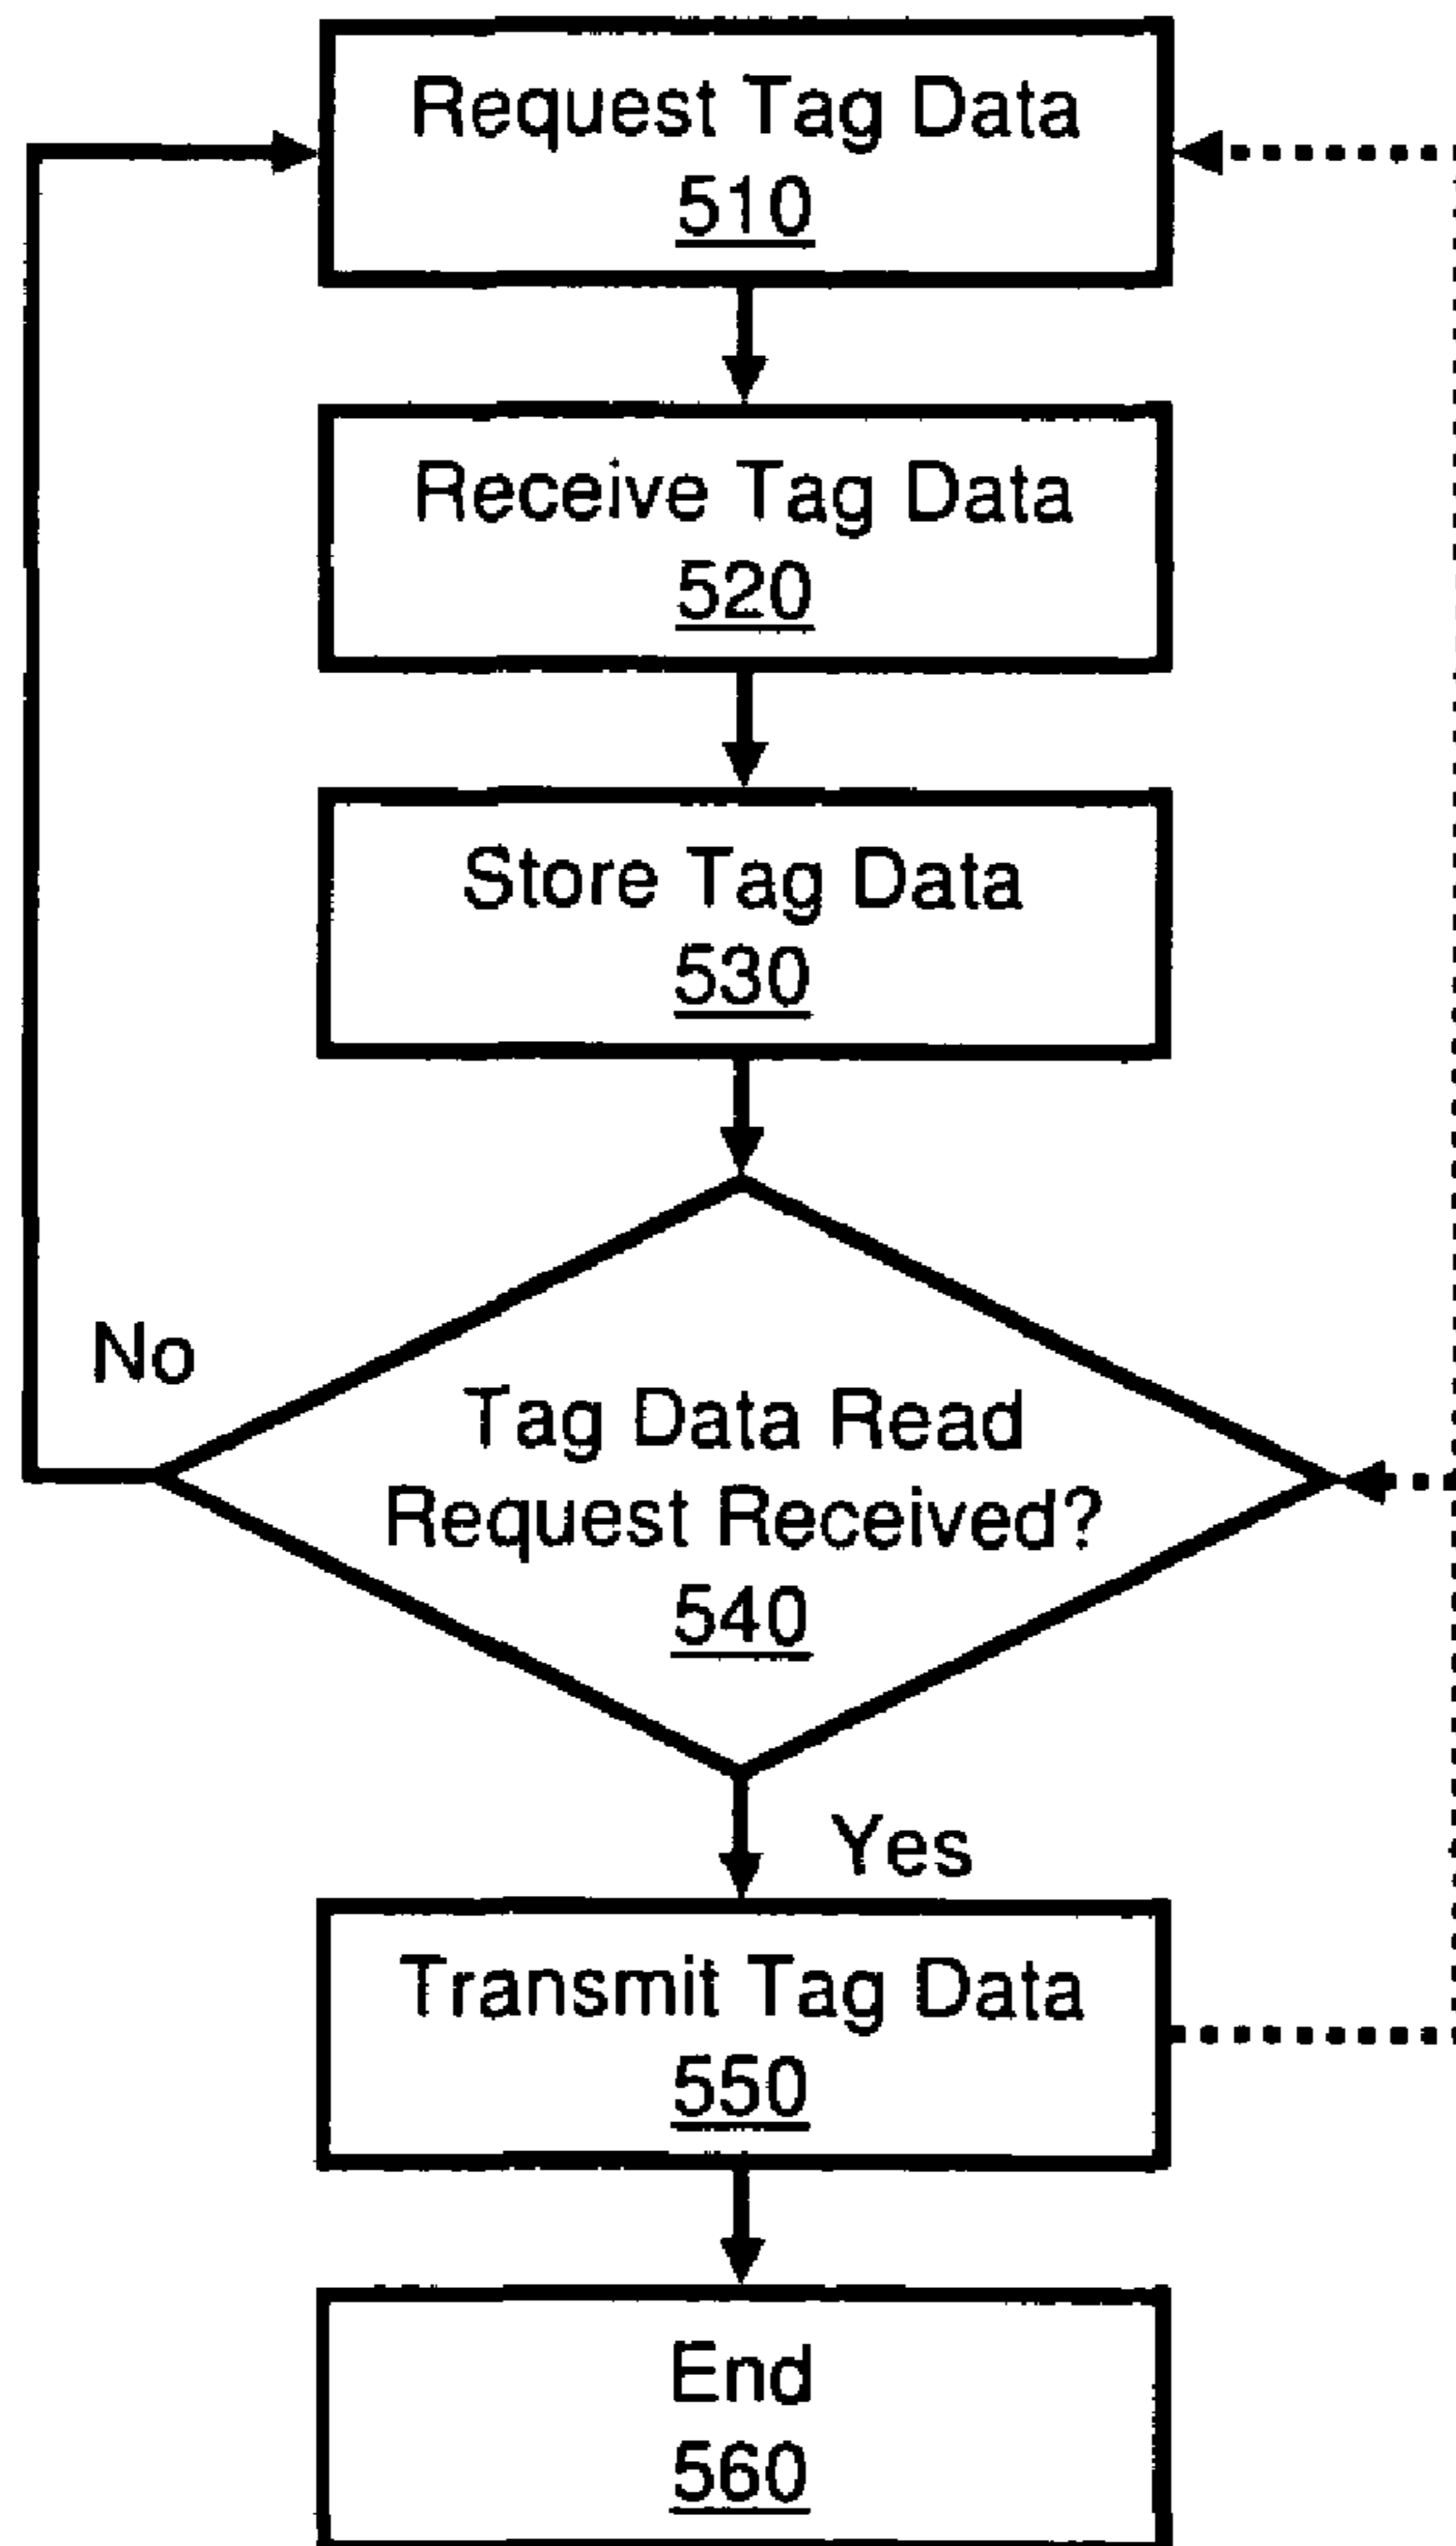 Request Tag Data
510
Receive Tag Data
520
Store Tag Data
530
No
Tag Data Read
Request Received?
540
Yes
Transmit Tag Data
550
End
560